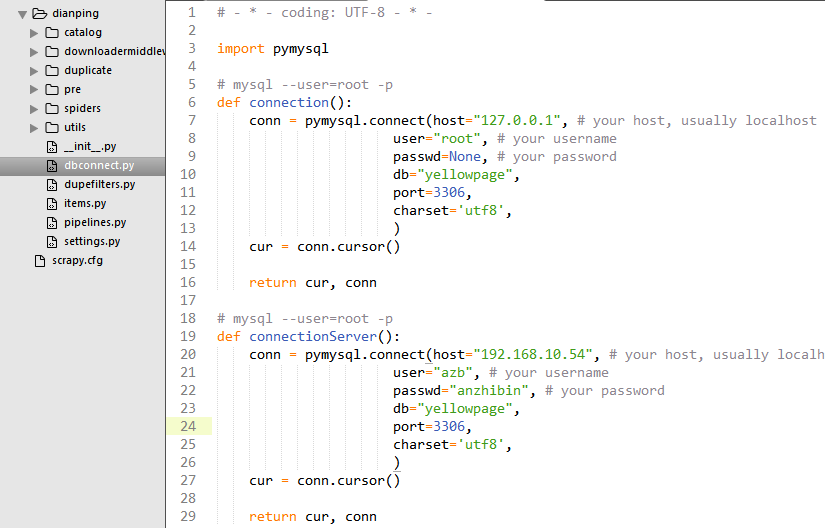 dianping
catalog
downloadermiddlew
duplicate
pre
spiders
utils
__init__.py
dbconnect.py
dupefilters.py
items.py
pipelines.py
settings.py
scrapy.cfg
1 # - * - coding: UTF-8 - * -
2
3 import pymysql
4
5 # mysql --user=root -p
6 def connection():
7 conn = pymysql.connect(host="127.0.0.1", # your host, usually localhost
8 user="root", # your username
9 passwd=None, # your password
10 db="yellowpage",
11 port=3306,
12 charset='utf8',
13 )
14 cur = conn.cursor()
15
16 return cur, conn
17
18 # mysql --user=root -p
19 def connectionServer():
20 conn = pymysql.connect(host="192.168.10.54", # your host, usually localh
21 user="azb", # your username
22 passwd="anzhibin", # your password
23 db="yellowpage",
24 port=3306,
25 charset='utf8',
26 )
27 cur = conn.cursor()
28
29 return cur, conn